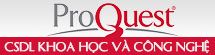 ProQuest®
CSDL KHOA HỌC VÀ CÔNG NGHỆ